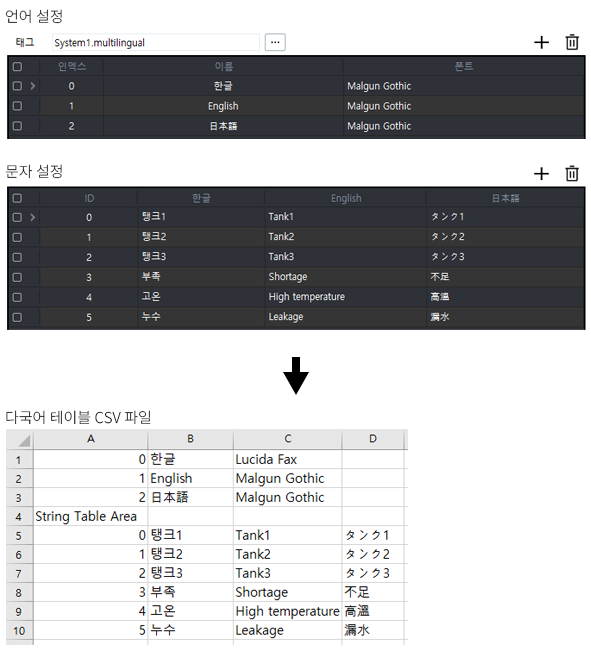 언어 설정
태그 System1.multilingual ...
인덱스 이름 폰트
0 한글 Malgun Gothic
1 English Malgun Gothic
2 日本語 Malgun Gothic
문자 설정
ID 한글 English 日本語
0 탱크1 Tank1 タンク1
1 탱크2 Tank2 タンク2
2 탱크3 Tank3 タンク3
3 부족 Shortage 不足
4 고온 High temperature 高溫
5 누수 Leakage 漏水
다국어 테이블 CSV 파일
A B C D
1 0 한글 Lucida Fax
2 1 English Malgun Gothic
3 2 日本語 Malgun Gothic
4 String Table Area
5 0 탱크1 Tank1 タンク1
6 1 탱크2 Tank2 タンク2
7 2 탱크3 Tank3 タンク3
8 3 부족 Shortage 不足
9 4 고온 High temperature 高溫
10 5 누수 Leakage 漏水